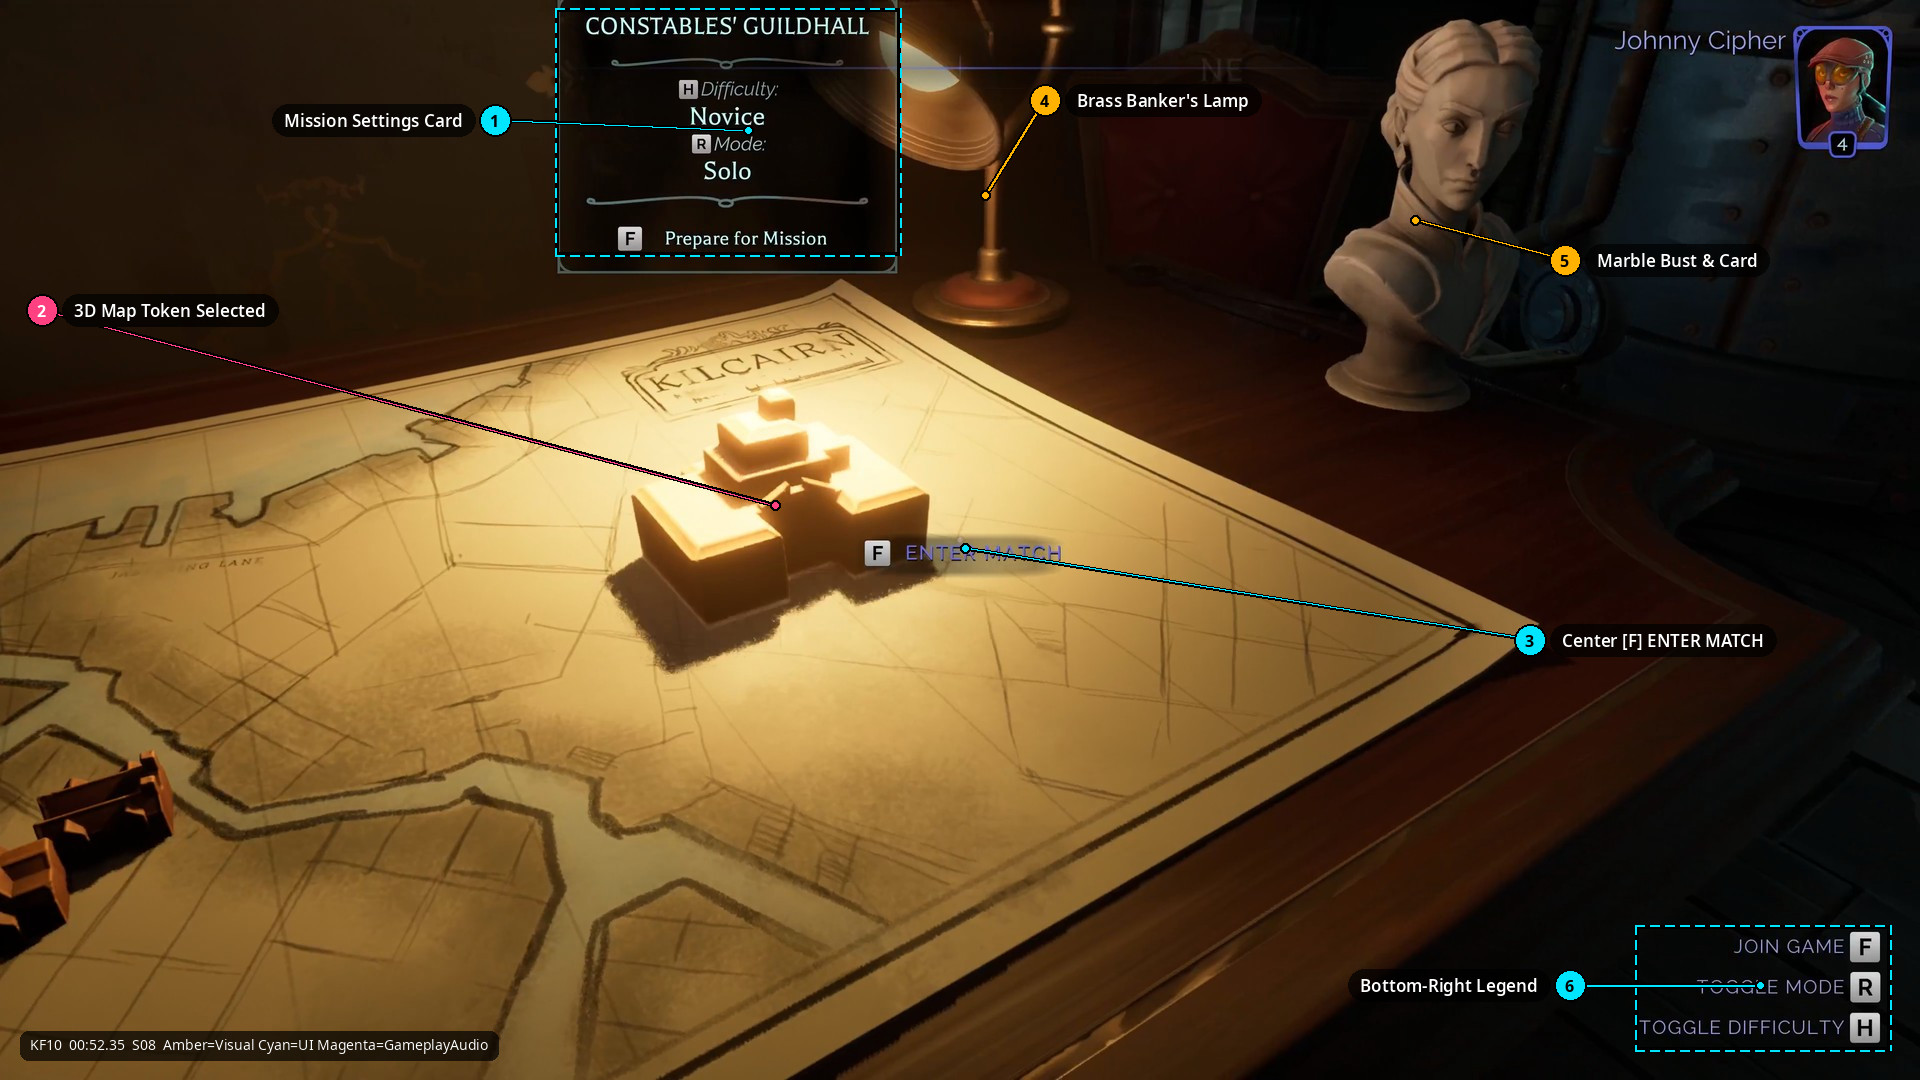 CONSTABLES' GUILDHALL
H Difficulty:
Novice
R Mode:
Solo
F Prepare for Mission
Mission Settings Card 1
4 Brass Banker's Lamp
NE
Johnny Cipher
4
5 Marble Bust & Card
2 3D Map Token Selected
KILCAIRN
LANE
F ENTER MATCH
3 Center [F] ENTER MATCH
Bottom-Right Legend 6
JOIN GAME F
TOGGLE MODE R
TOGGLE DIFFICULTY H
KF10 00:52.35 S08 Amber=Visual Cyan=UI Magenta=GameplayAudio